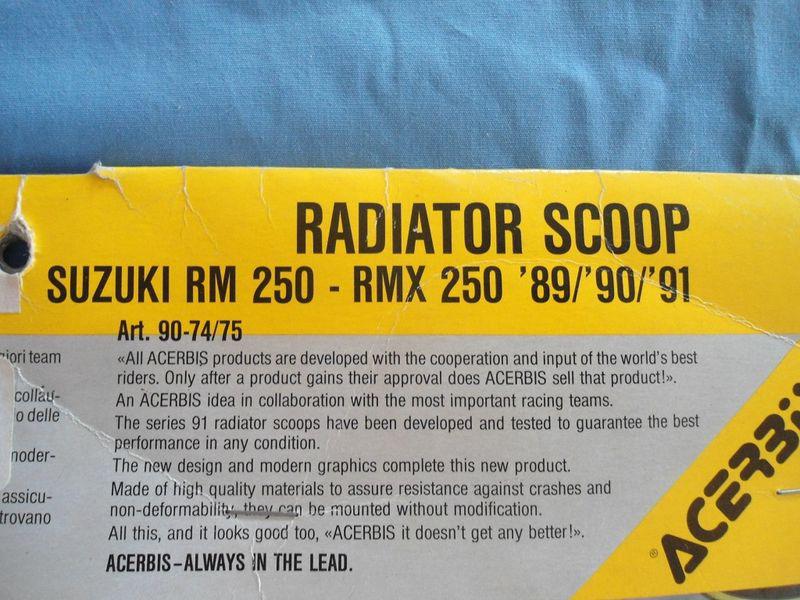 RADIATOR SCOOP
SUZUKI RM 250 - RMX 250 '89/'90/'91
Art. 90-74/75
«All ACERBIS products are developed with the cooperation and input of the world's best
riders. Only after a product gains their approval does ACERBIS sell that product!».
An ACERBIS idea in collaboration with the most important racing teams.
The series 91 radiator scoops have been developed and tested to guarantee the best
performance in any condition.
The new design and modern graphics complete this new product.
Made of high quality materials to assure resistance against crashes and
non-deformability, they can be mounted without modification.
All this, and it looks good too, «ACERBIS it doesn't get any better!».
ACERBIS–ALWAYS IN THE LEAD.
team
lo delle
trovano
®ACERBIS